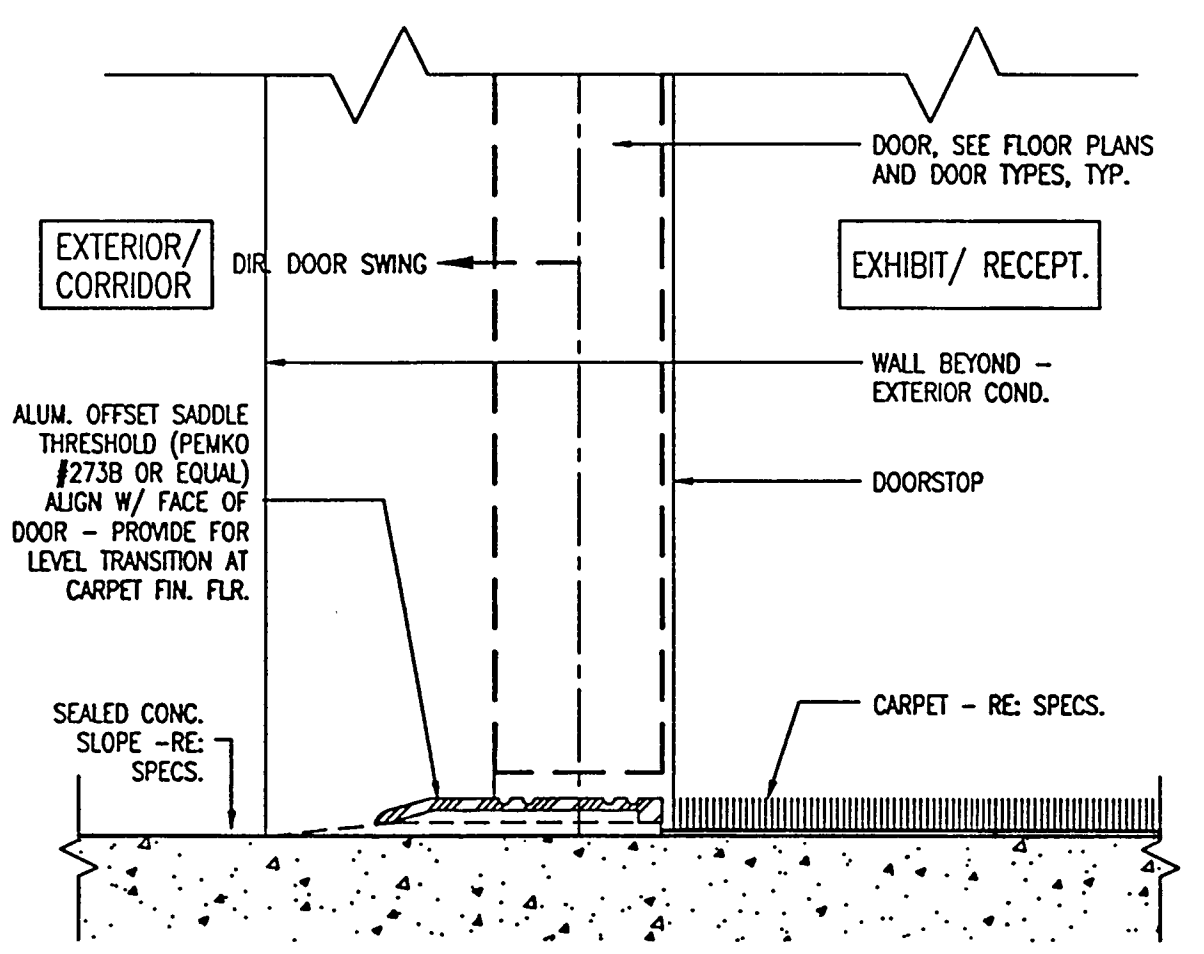 DOOR, SEE FLOOR PLANS
AND DOOR TYPES, TYP.
EXTERIOR/
CORRIDOR
DIR. DOOR SWING
EXHIBIT/ RECEPT.
WALL BEYOND –
EXTERIOR COND.
ALUM. OFFSET SADDLE
THRESHOLD (PEMKO
#273B OR EQUAL)
ALIGN W/ FACE OF
DOOR – PROVIDE FOR
LEVEL TRANSITION AT
CARPET FIN. FLR.
DOORSTOP
SEALED CONC.
SLOPE –RE:
SPECS.
CARPET – RE: SPECS.